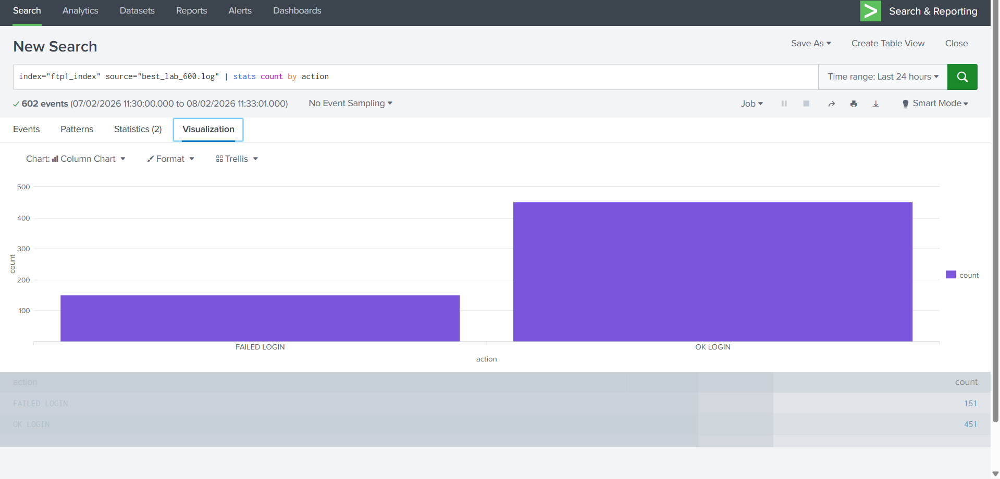 Search Analytics Datasets Reports Alerts Dashboards Search & Reporting
New Search
Save As Create Table View Close
index="ftp1_index" source="best_lab_600.log" | stats count by action
Time range: Last 24 hours
602 events (07/02/2026 11:30:00.000 to 08/02/2026 11:33:01.000) No Event Sampling Job Smart Mode
Events Patterns Statistics (2) Visualization
Chart: Column Chart Format Trellis
500
400
300
200
100
count
FAILED LOGIN OK LOGIN
action
count
action count
FAILED LOGIN 151
OK LOGIN 451